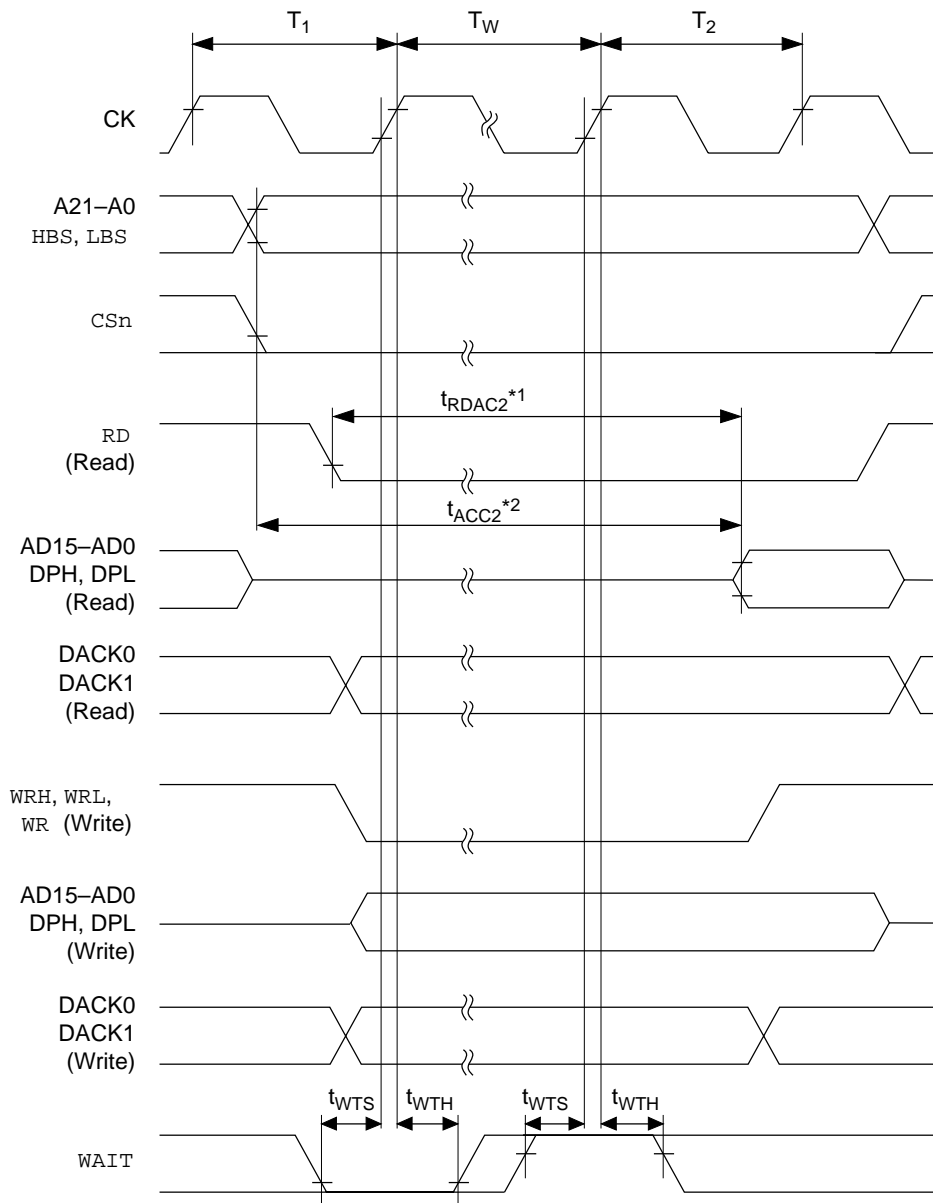 T1 TW T2
CK
A21–A0
HBS, LBS
CSn
tRDAC2*1
RD
(Read)
tACC2*2
AD15–AD0
DPH, DPL
(Read)
DACK0
DACK1
(Read)
WRH, WRL,
WR (Write)
AD15–AD0
DPH, DPL
(Write)
DACK0
DACK1
(Write)
tWTS tWTH tWTS tWTH
WAIT